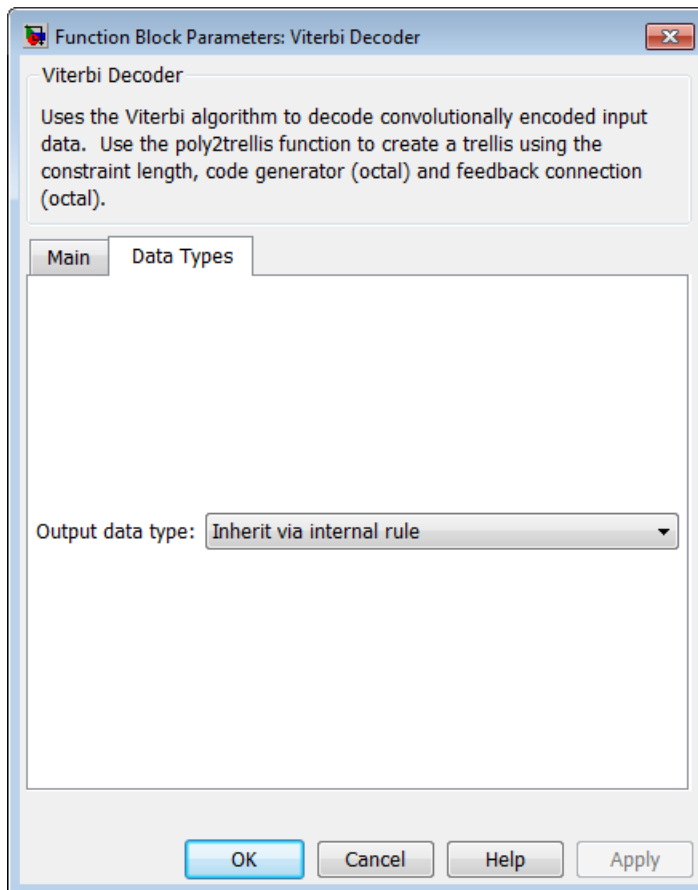 Function Block Parameters: Viterbi Decoder
Viterbi Decoder
Uses the Viterbi algorithm to decode convolutionally encoded input
data. Use the poly2trellis function to create a trellis using the
constraint length, code generator (octal) and feedback connection
(octal).
Main Data Types
Output data type: Inherit via internal rule
OK Cancel Help Apply